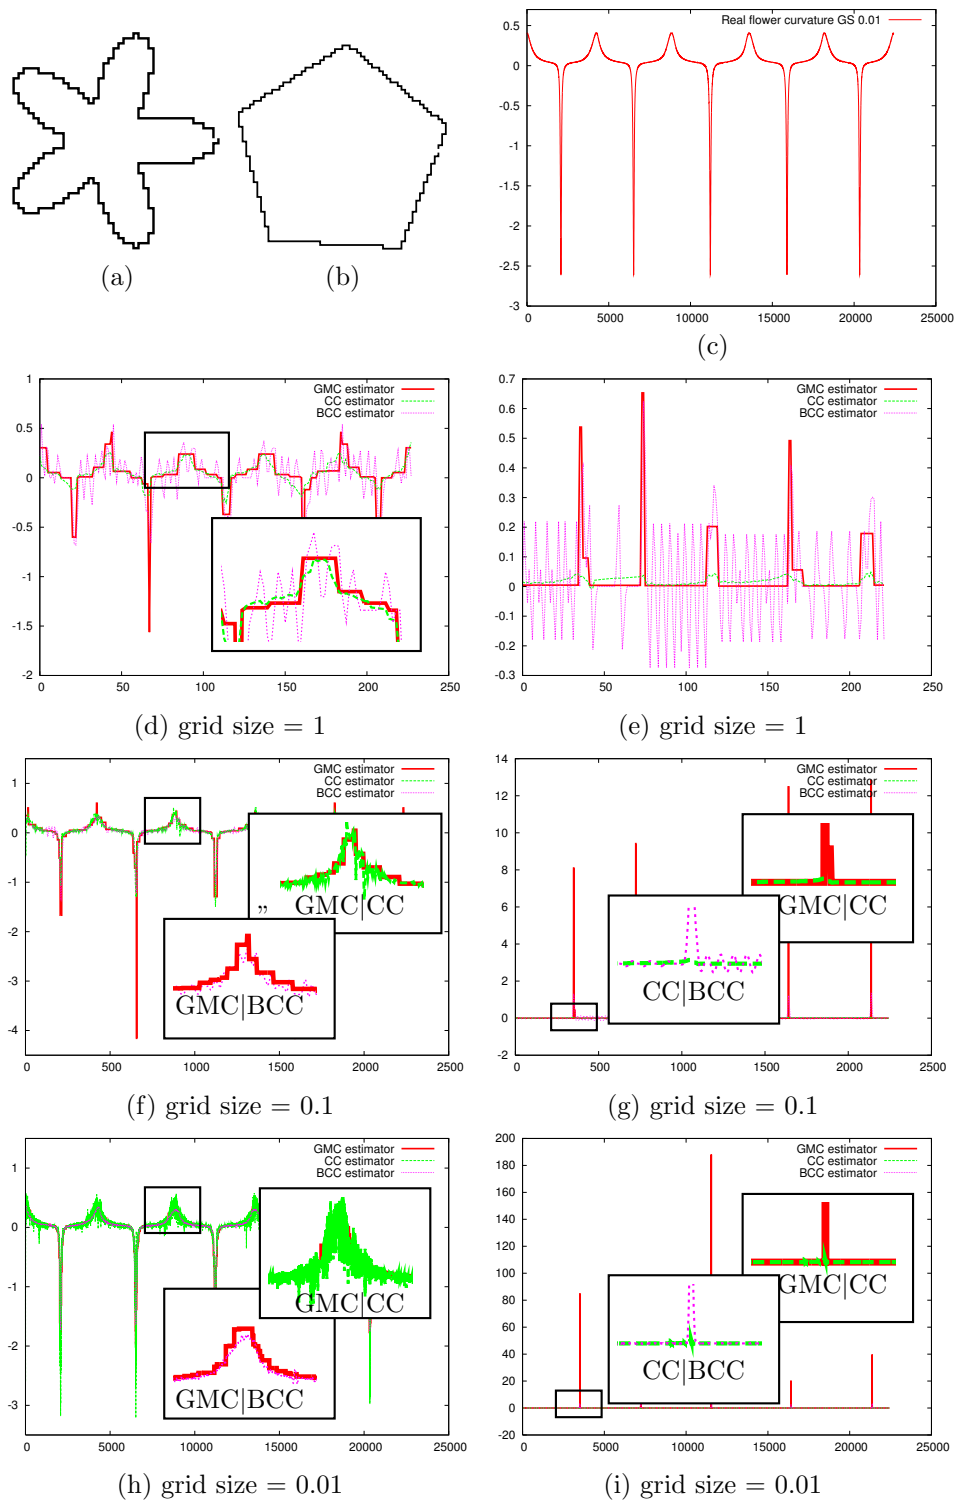 (a)
(b)
Real flower curvature GS 0.01
0.5
0
-0.5
-1
-1.5
-2
-2.5
-3
0 5000 10000 15000 20000 25000
(c)
GMC estimator
CC estimator
BCC estimator
1
0.5
0
-0.5
-1
-1.5
-2
0 50 100 150 200 250
(d) grid size = 1
GMC estimator
CC estimator
BCC estimator
0.7
0.6
0.5
0.4
0.3
0.2
0.1
0
-0.1
-0.2
-0.3
0 50 100 150 200 250
(e) grid size = 1
GMC estimator
CC estimator
BCC estimator
1
0
-1
-2
-3
-4
GMC|CC
„
GMC|BCC
0 500 1000 1500 2000 2500
(f) grid size = 0.1
GMC estimator
CC estimator
BCC estimator
14
12
10
8
6
4
2
0
-2
GMC|CC
CC|BCC
0 500 1000 1500 2000 2500
(g) grid size = 0.1
GMC estimator
CC estimator
BCC estimator
1
0
-1
-2
-3
GMC|CC
GMC|BCC
0 5000 10000 15000 20000 25000
(h) grid size = 0.01
GMC estimator
CC estimator
BCC estimator
200
180
160
140
120
100
80
60
40
20
0
-20
GMC|CC
CC|BCC
0 5000 10000 15000 20000 25000
(i) grid size = 0.01